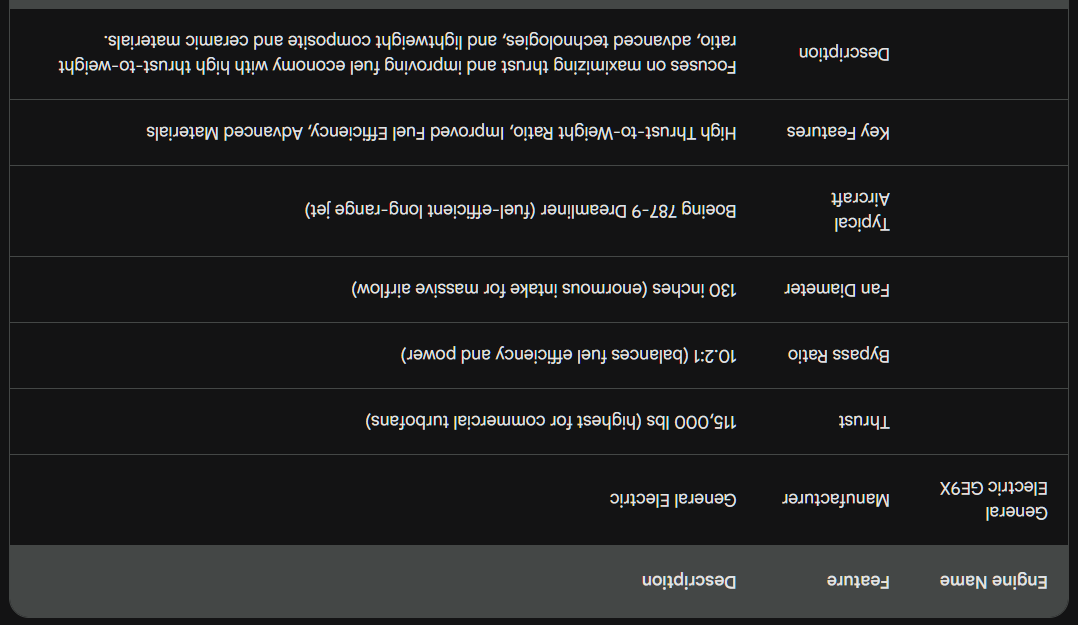 Engine Name Feature Description
General
Electric GE9X
Manufacturer General Electric
Thrust 115,000 lbs (highest for commercial turbofans)
Bypass Ratio 10.2:1 (balances fuel efficiency and power)
Fan Diameter 130 inches (enormous intake for massive airflow)
Typical
Aircraft
Boeing 787-9 Dreamliner (fuel-efficient long-range jet)
Key Features High Thrust-to-Weight Ratio, Improved Fuel Efficiency, Advanced Materials
Description
Focuses on maximizing thrust and improving fuel economy with high thrust-to-weight
ratio, advanced technologies, and lightweight composite and ceramic materials.